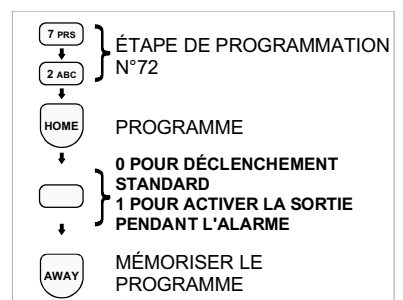 7 PRS
2 ABC
ÉTAPE DE PROGRAMMATION
N°72
HOME
PROGRAMME
0 POUR DÉCLENCHEMENT
STANDARD
1 POUR ACTIVER LA SORTIE
PENDANT L'ALARME
AWAY
MÉMORISER LE
PROGRAMME